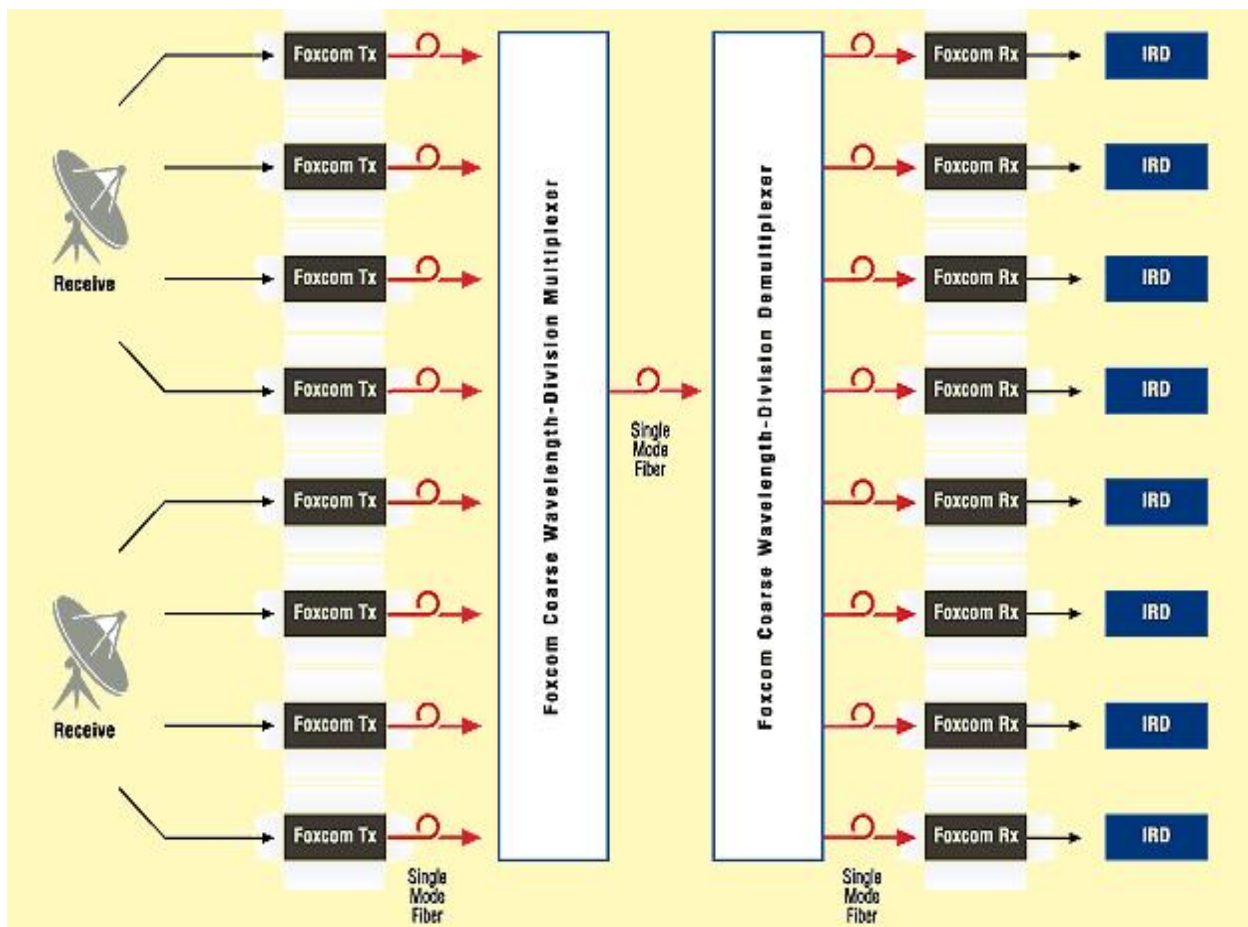 Foxcom Tx
Foxcom Rx
IRD
Foxcom Tx
Foxcom Rx
IRD
Receive
Foxcom Tx
Foxcom Rx
IRD
Foxcom Tx
Foxcom Rx
IRD
Foxcom Coarse Wavelength-Division Multiplexer
Single
Mode
Fiber
Foxcom Coarse Wavelength-Division Demultiplexer
Foxcom Tx
Foxcom Rx
IRD
Foxcom Tx
Foxcom Rx
IRD
Receive
Foxcom Tx
Foxcom Rx
IRD
Foxcom Tx
Foxcom Rx
IRD
Single
Mode
Fiber
Single
Mode
Fiber